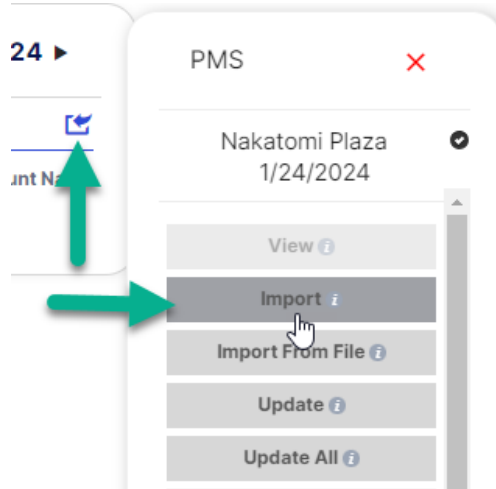 24
unt Na
PMS
Nakatomi Plaza
1/24/2024
View
Import
Import From File
Update
Update All